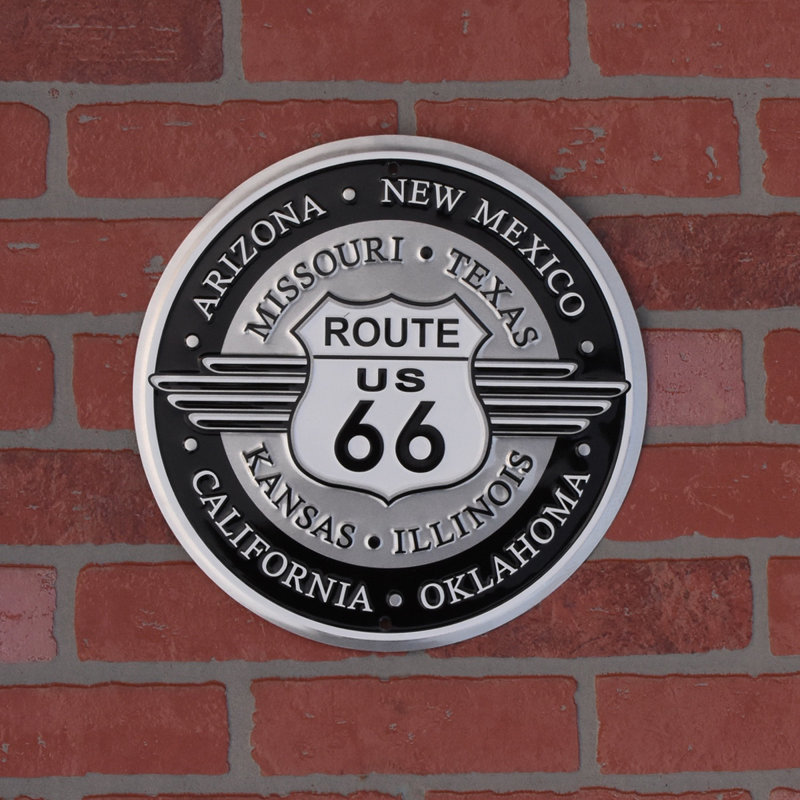 ARIZONA • NEW MEXICO
MISSOURI • TEXAS
ROUTE
US
66
KANSAS • ILLINOIS
CALIFORNIA • OKLAHOMA